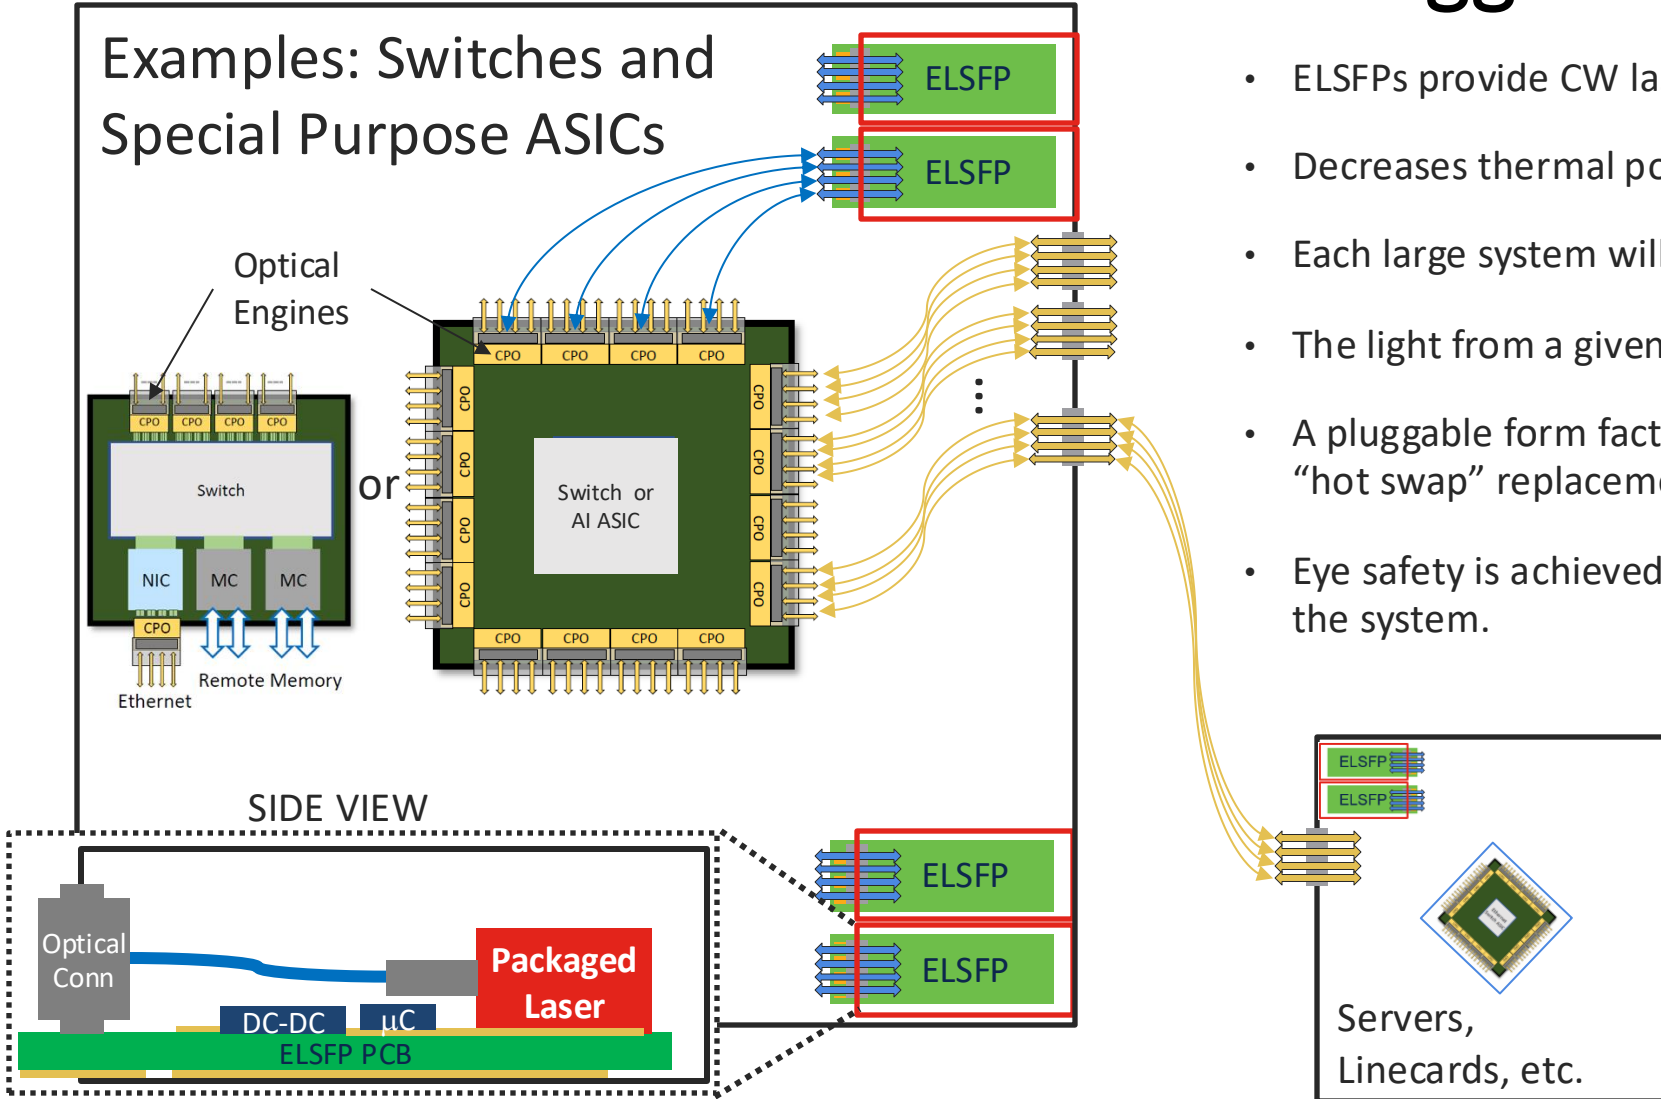 Examples: Switches and
Special Purpose ASICs
ELSFP
ELSFP
Optical
Engines
CPO CPO CPO CPO
Switch
NIC MC MC
CPO
Ethernet
Remote Memory
or
CPO CPO CPO CPO
CPO
CPO
CPO
CPO
Switch or
AI ASIC
CPO
CPO
CPO
CPO
CPO CPO CPO CPO
SIDE VIEW
Optical
Conn
Packaged
Laser
DC-DC
μC
ELSFP PCB
ELSFP
ELSFP
• ELSFPs provide CW la
• Decreases thermal po
• Each large system will
• The light from a given
• A pluggable form fact
“hot swap” replaceme
• Eye safety is achieved
the system.
ELSFP
ELSFP
Servers,
Linecards, etc.